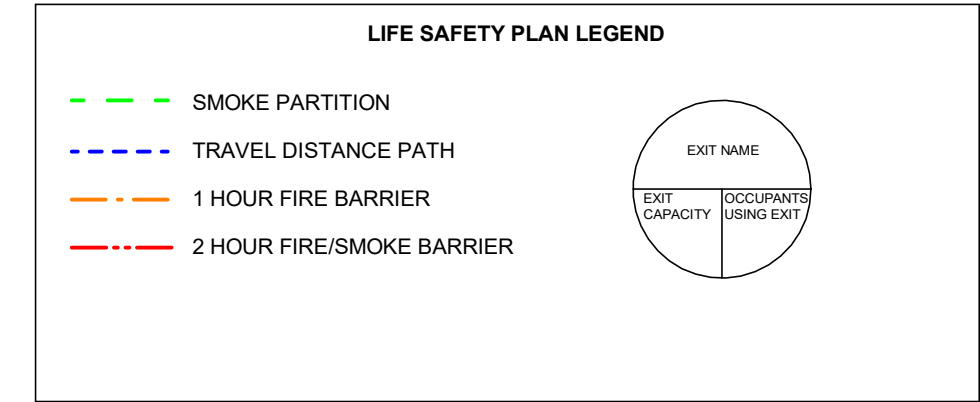 LIFE SAFETY PLAN LEGEND
SMOKE PARTITION
TRAVEL DISTANCE PATH
1 HOUR FIRE BARRIER
2 HOUR FIRE/SMOKE BARRIER
EXIT NAME
EXIT
CAPACITY
OCCUPANTS
USING EXIT